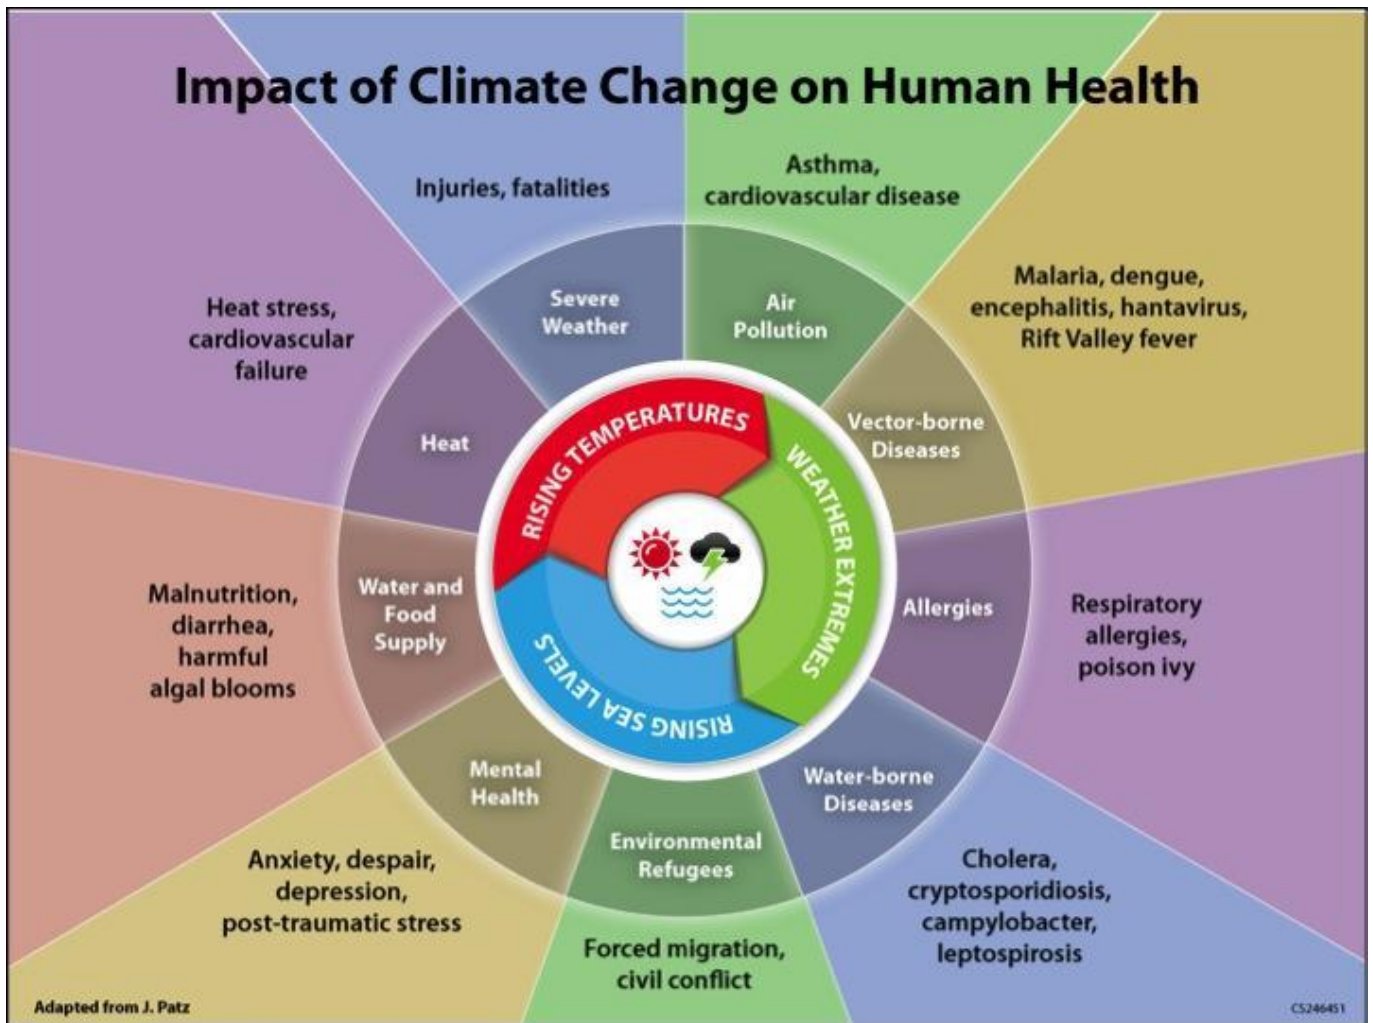 Impact of Climate Change on Human Health
Injuries, fatalities
Asthma,
cardiovascular disease
Malaria, dengue,
encephalitis, hantavirus,
Rift Valley fever
Heat stress,
cardiovascular
failure
Severe
Weather
Air
Pollution
Heat
Vector-borne
Diseases
RISING TEMPERATURES
WEATHER EXTREMES
RISING SEA LEVELS
Malnutrition,
diarrhea,
harmful
algal blooms
Water and
Food
Supply
Allergies
Respiratory
allergies,
poison ivy
Mental
Health
Environmental
Refugees
Water-borne
Diseases
Anxiety, despair,
depression,
post-traumatic stress
Forced migration,
civil conflict
Cholera,
cryptosporidiosis,
campylobacter,
leptospirosis
Adapted from J. Patz
CS246451